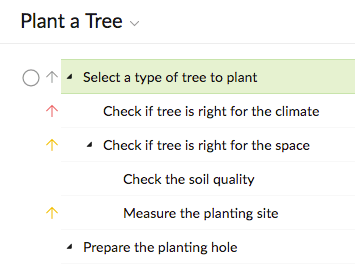 Plant a Tree
Select a type of tree to plant
Check if tree is right for the climate
Check if tree is right for the space
Check the soil quality
Measure the planting site
Prepare the planting hole